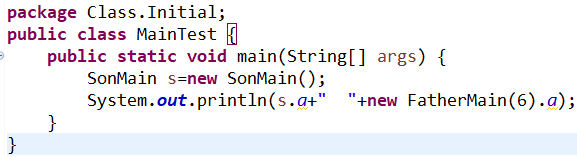 package Class.Initial;
public class MainTest {
    public static void main(String[] args) {
        SonMain s=new SonMain();
        System.out.println(s.a+"  "+new FatherMain(6).a);
    }
}